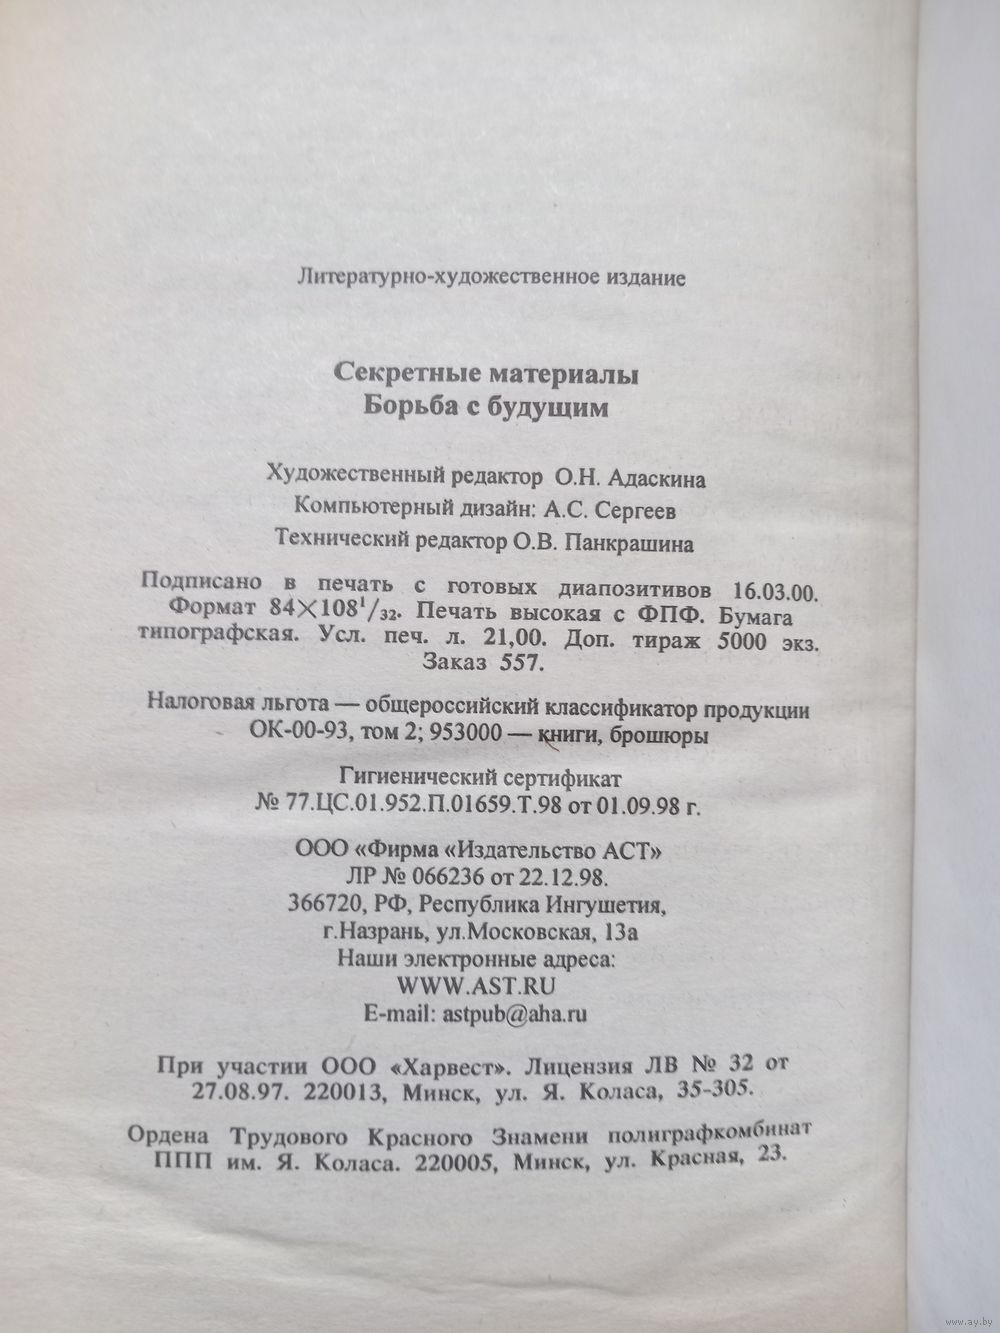 Литературно-художественное издание
Секретные материалы
Борьба с будущим
Художественный редактор О.Н. Адаскина
Компьютерный дизайн: А.С. Сергеев
Технический редактор О.В. Панкрашина
Подписано в печать с готовых диапозитивов 16.03.00.
Формат 84×108¹/₃₂. Печать высокая с ФПФ. Бумага
типографская. Усл. печ. л. 21,00. Доп. тираж 5000 экз.
Заказ 557.
Налоговая льгота — общероссийский классификатор продукции
ОК-00-93, том 2; 953000 — книги, брошюры
Гигиенический сертификат
№ 77.ЦС.01.952.П.01659.Т.98 от 01.09.98 г.
ООО «Фирма «Издательство АСТ»
ЛР № 066236 от 22.12.98.
366720, РФ, Республика Ингушетия,
г.Назрань, ул.Московская, 13а
Наши электронные адреса:
WWW.AST.RU
E-mail: astpub@aha.ru
При участии ООО «Харвест». Лицензия ЛВ № 32 от
27.08.97. 220013, Минск, ул. Я. Коласа, 35-305.
Ордена Трудового Красного Знамени полиграфкомбинат
ППП им. Я. Коласа. 220005, Минск, ул. Красная, 23.
www.ay.by